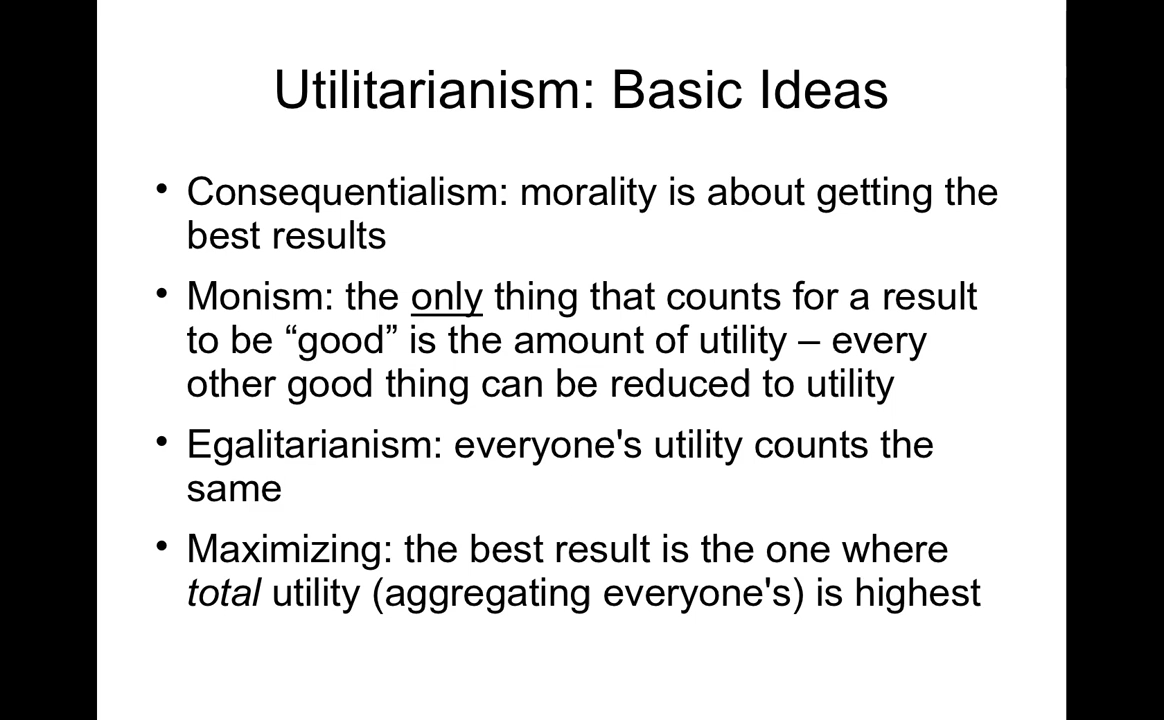 Utilitarianism: Basic Ideas
• Consequentialism: morality is about getting the
best results
• Monism: the only thing that counts for a result
to be “good” is the amount of utility – every
other good thing can be reduced to utility
• Egalitarianism: everyone's utility counts the
same
• Maximizing: the best result is the one where
total utility (aggregating everyone's) is highest